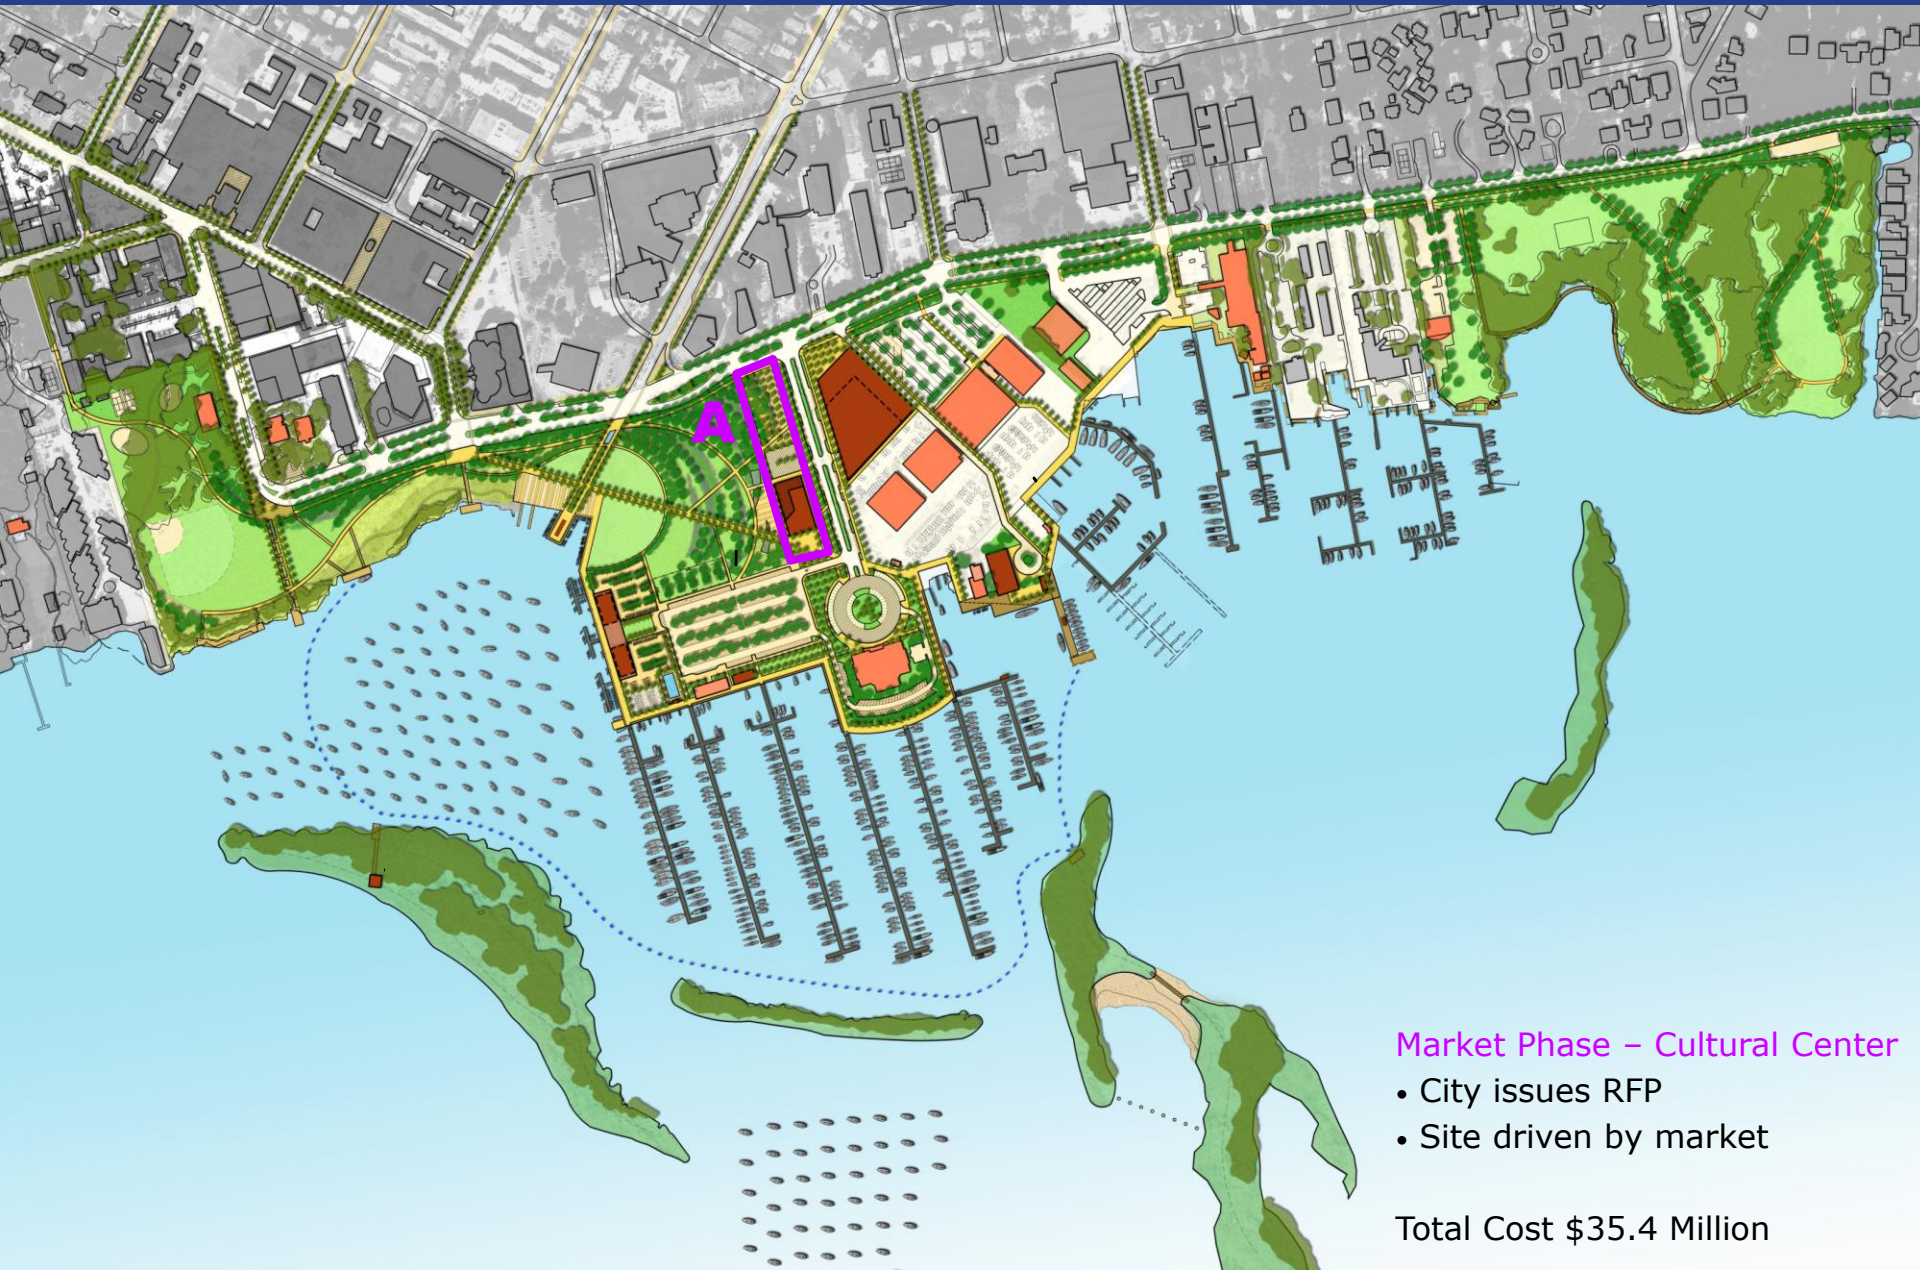 A
Market Phase – Cultural Center
• City issues RFP
• Site driven by market
Total Cost $35.4 Million